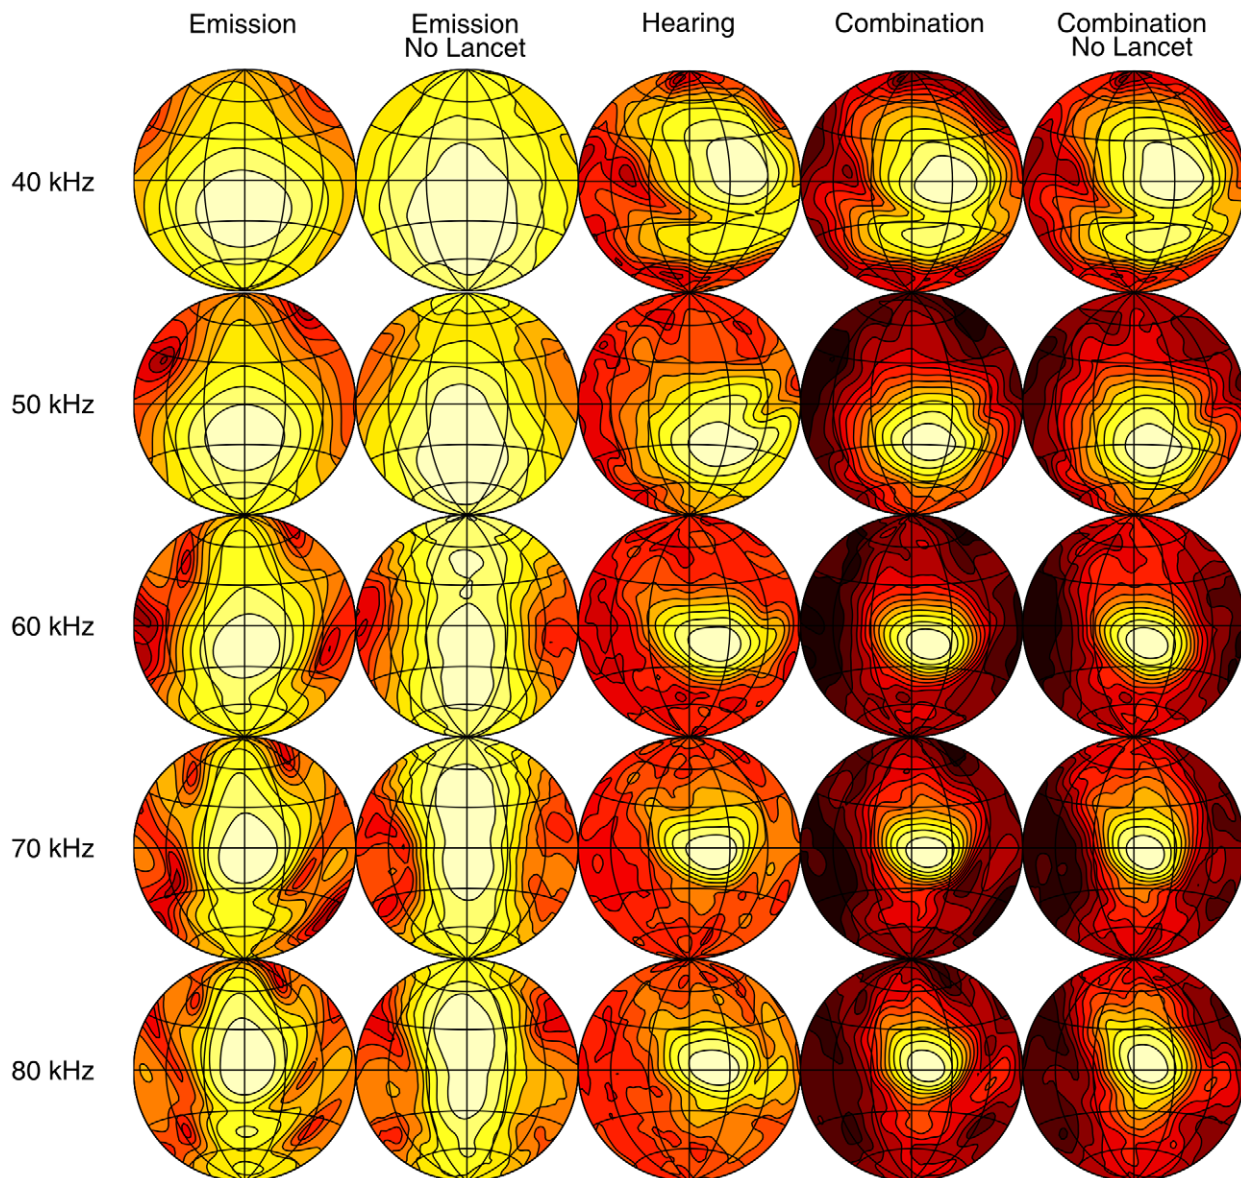 Emission
Emission
No Lancet
Hearing
Combination
Combination
No Lancet
40 kHz
50 kHz
60 kHz
70 kHz
80 kHz